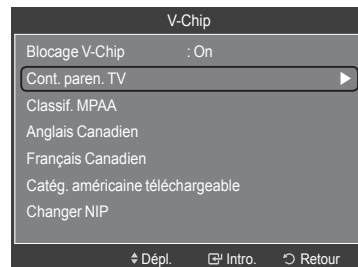 V-Chip
Blocage V-Chip : On
Cont. paren. TV
Classif. MPAA
Anglais Canadien
Français Canadien
Catég. américaine téléchargeable
Changer NIP
Dépl. Intro. Retour